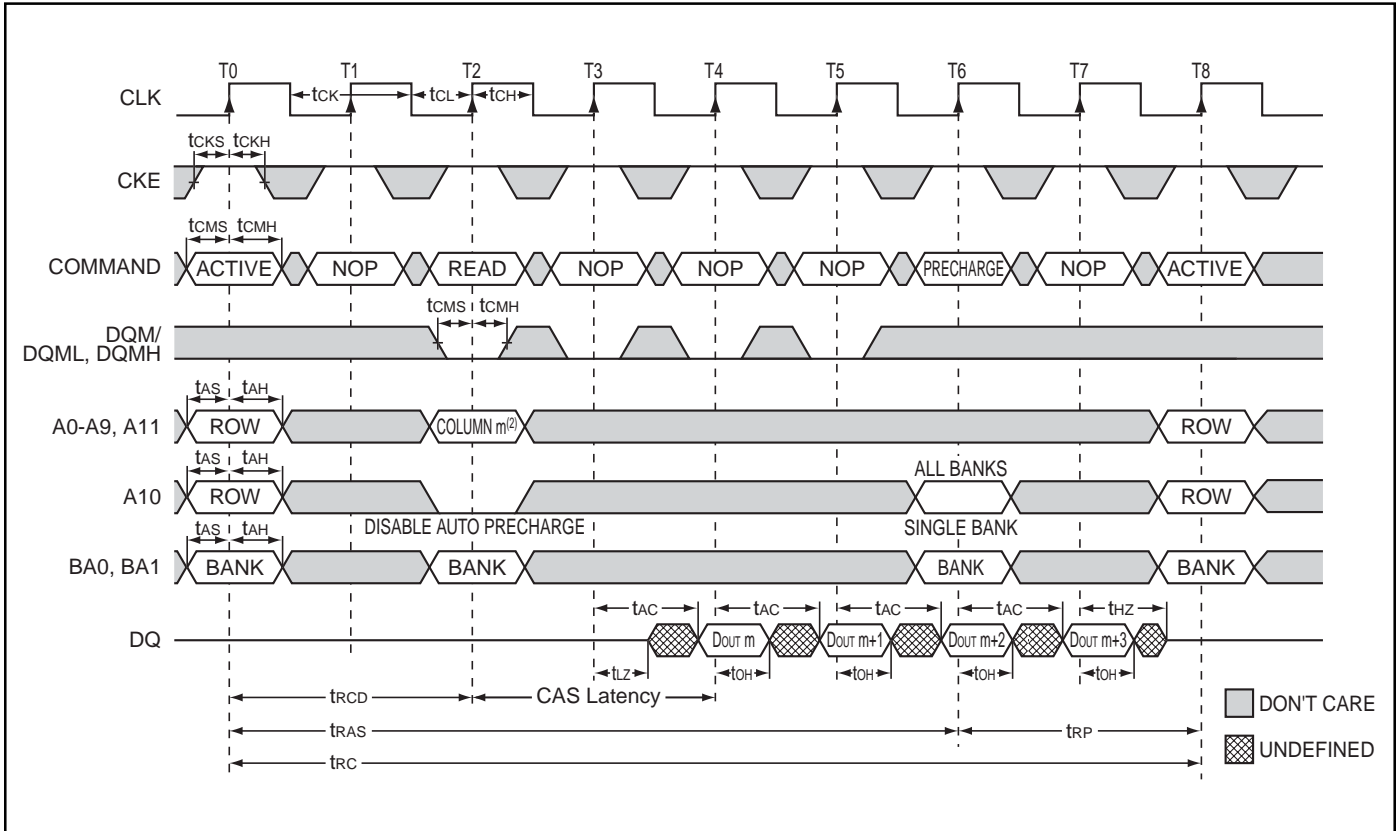 T0 T1 T2 T3 T4 T5 T6 T7 T8
CLK tCK tCL tCH
tCKS tCKH
CKE
tCMS tCMH
COMMAND ACTIVE NOP READ NOP NOP NOP PRECHARGE NOP ACTIVE
tCMS tCMH
DQM/
DQML, DQMH
tAS tAH
A0-A9, A11 ROW COLUMN m(2) ROW
tAS tAH ALL BANKS
A10 ROW ROW
DISABLE AUTO PRECHARGE SINGLE BANK
tAS tAH
BA0, BA1 BANK BANK BANK BANK
tAC tAC tAC tAC tHZ
DQ DOUT m DOUT m+1 DOUT m+2 DOUT m+3
tLZ tOH tOH tOH tOH
tRCD CAS Latency
DON'T CARE
tRAS tRP
UNDEFINED
tRC